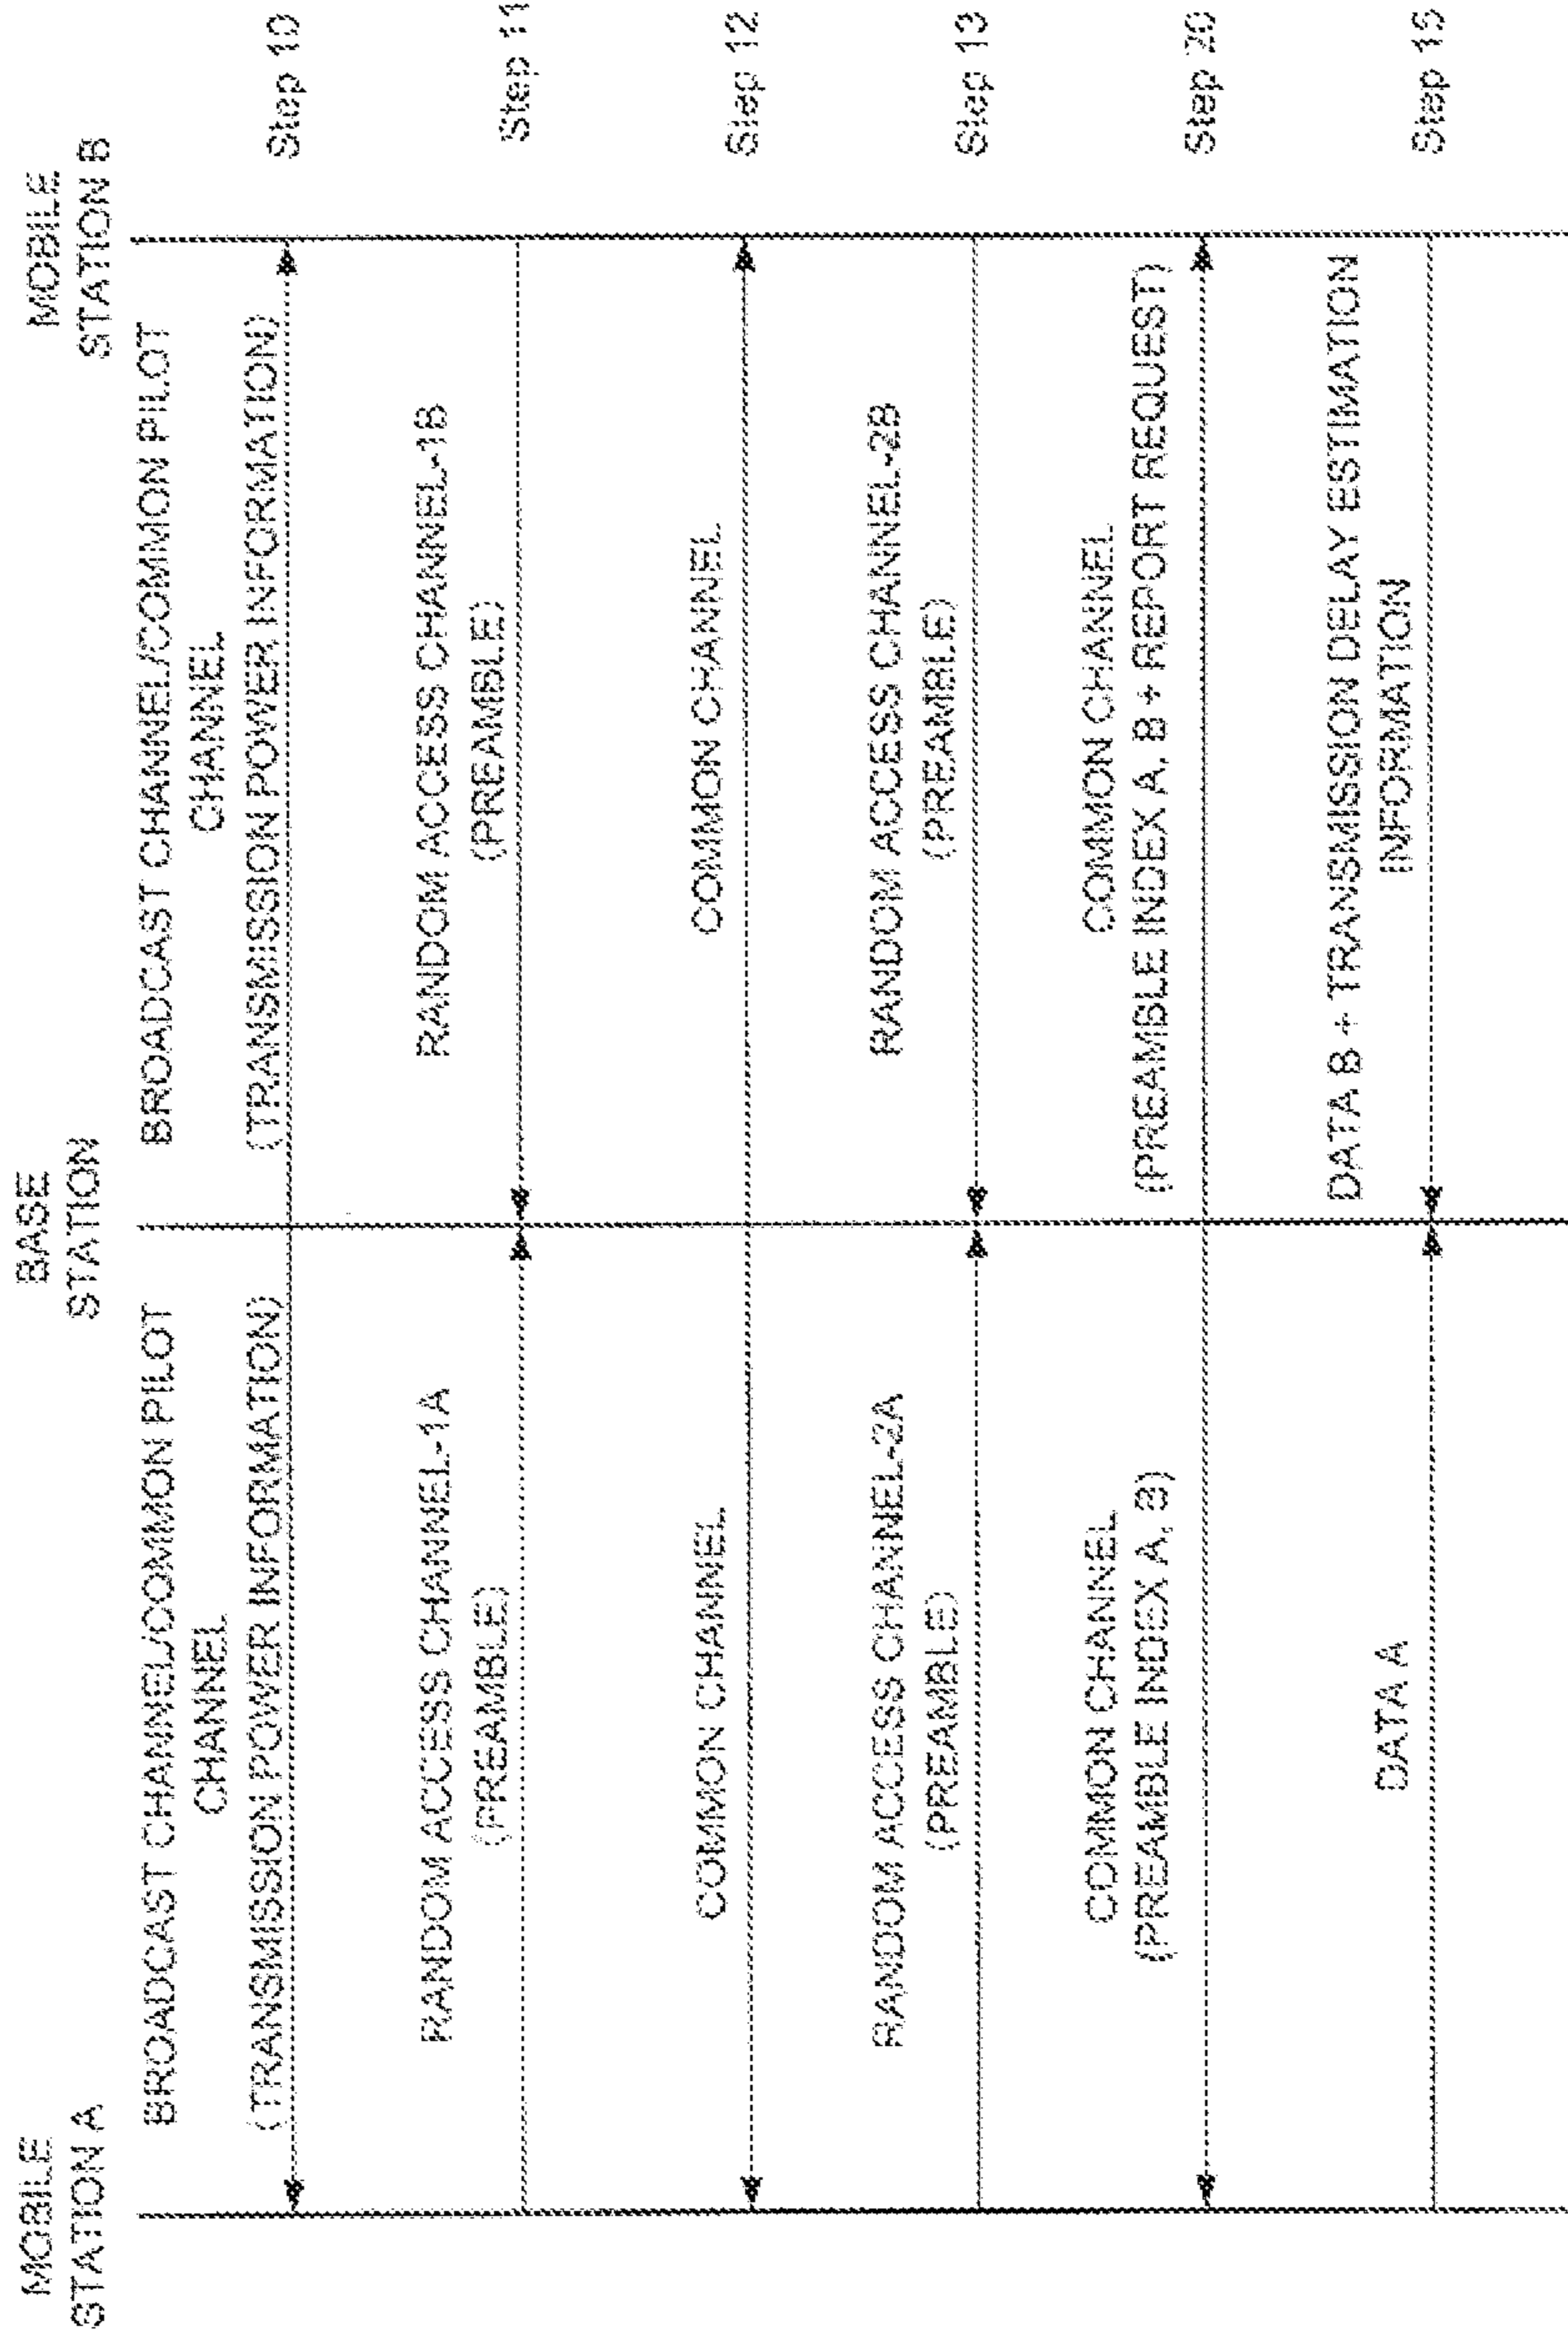 MOBILE
STATION A
BASE
STATION
MOBILE
STATION B
BROADCAST CHANNEL/COMMON PILOT
CHANNEL
(TRANSMISSION POWER INFORMATION)
BROADCAST CHANNEL/COMMON PILOT
CHANNEL
(TRANSMISSION POWER INFORMATION)
Step 10
RANDOM ACCESS CHANNEL-1A
(PREAMBLE)
RANDOM ACCESS CHANNEL-1B
(PREAMBLE)
Step 11
COMMON CHANNEL
COMMON CHANNEL
Step 12
RANDOM ACCESS CHANNEL-2A
(PREAMBLE)
RANDOM ACCESS CHANNEL-2B
(PREAMBLE)
Step 13
COMMON CHANNEL
(PREAMBLE INDEX A, B)
COMMON CHANNEL
(PREAMBLE INDEX A, B + REPORT REQUEST)
Step 20
DATA A
DATA B + TRANSMISSION DELAY ESTIMATION
INFORMATION
Step 15